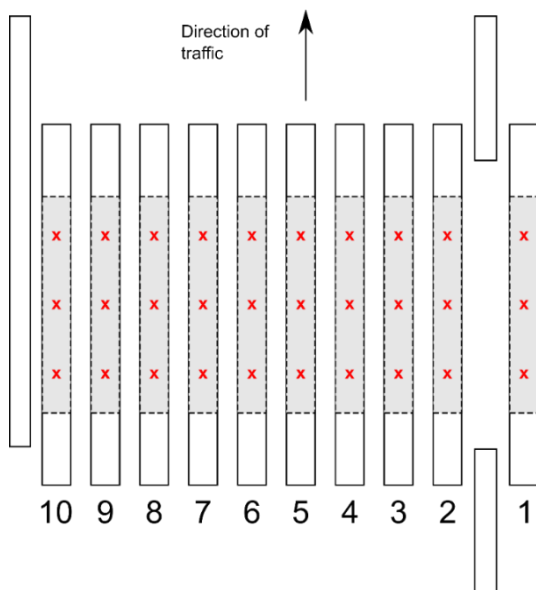 Direction of
traffic
x x x x x x x x x x
x x x x x x x x x x
x x x x x x x x x x
10 9 8 7 6 5 4 3 2 1